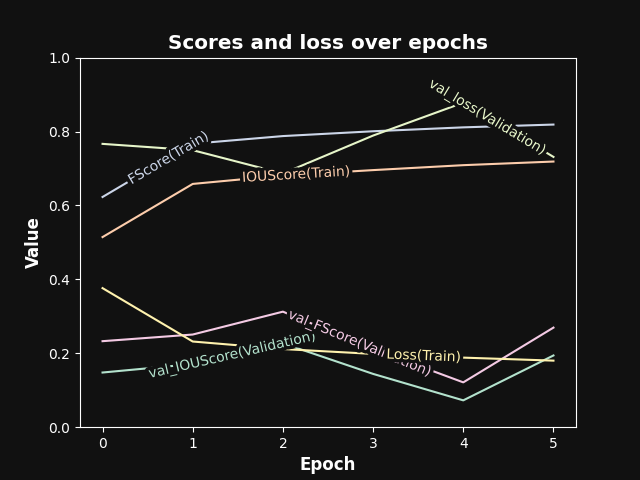 Scores and loss over epochs
1.0
0.8
0.6
0.4
0.2
0.0
Value
val_loss(Validation)
FScore(Train)
IOUScore(Train)
val_FScore(Validation)
Loss(Train)
val_IOUScore(Validation)
0 1 2 3 4 5
Epoch